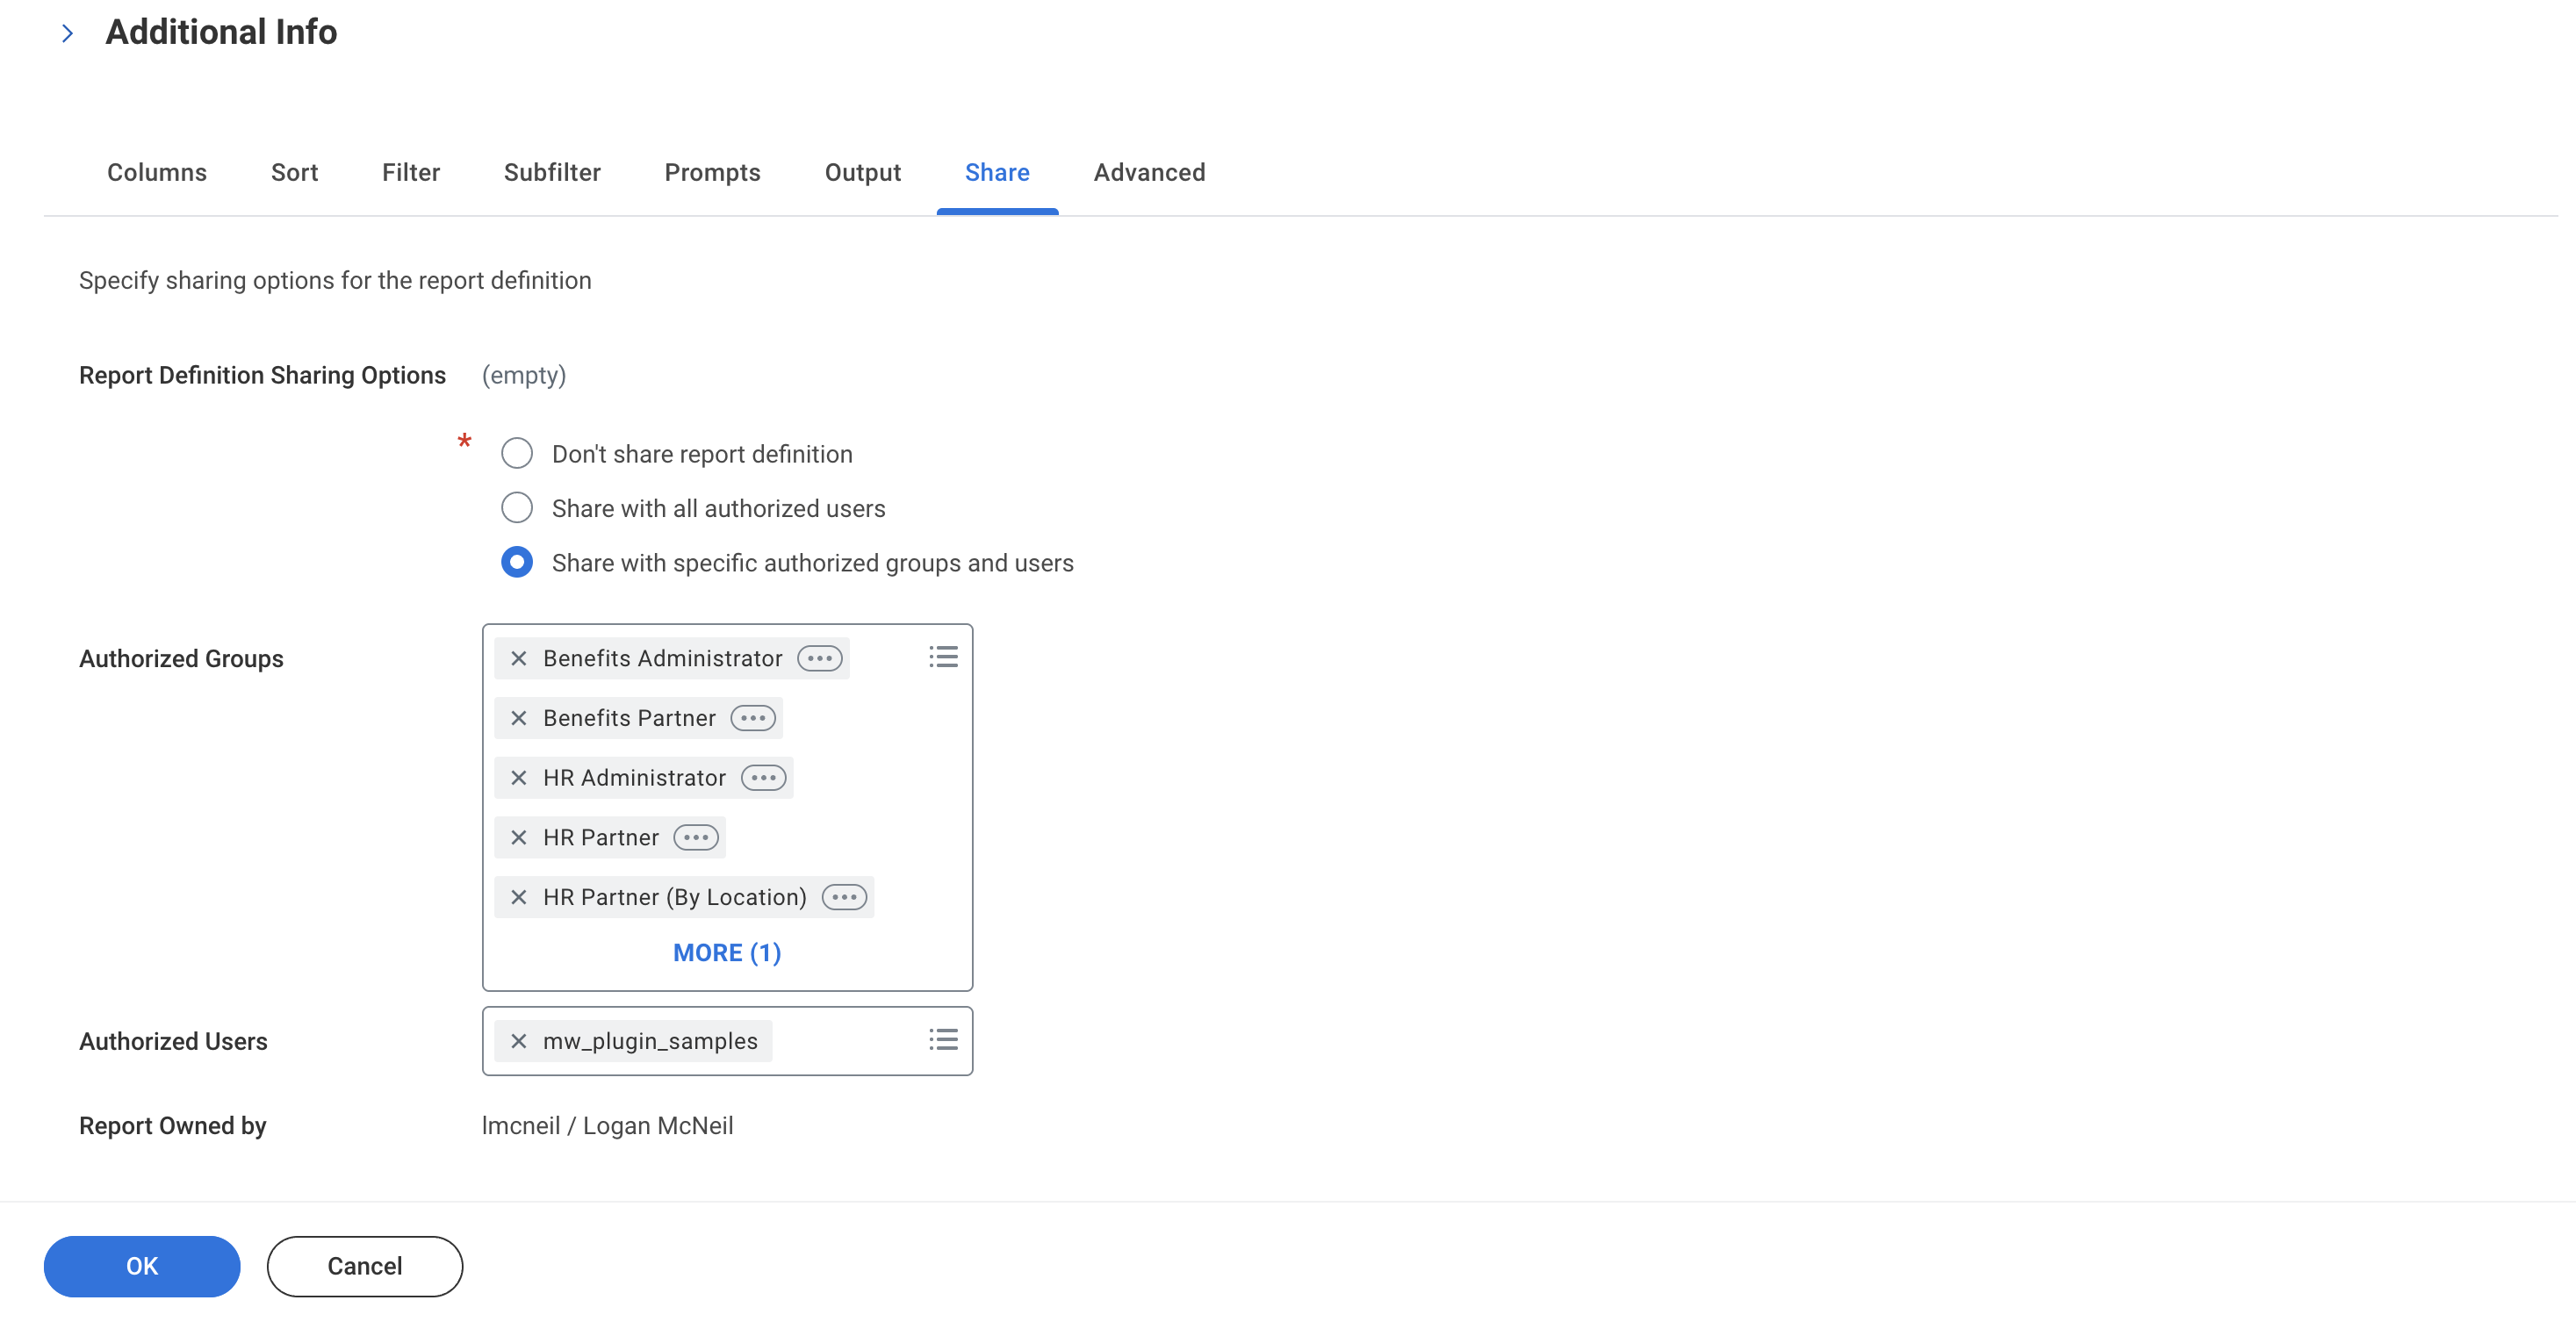 Additional Info
Columns Sort Filter Subfilter Prompts Output Share Advanced
Specify sharing options for the report definition
Report Definition Sharing Options (empty)
* Don't share report definition
Share with all authorized users
Share with specific authorized groups and users
Authorized Groups
Benefits Administrator
Benefits Partner
HR Administrator
HR Partner
HR Partner (By Location)
MORE (1)
Authorized Users mw_plugin_samples
Report Owned by lmcneil / Logan McNeil
OK Cancel